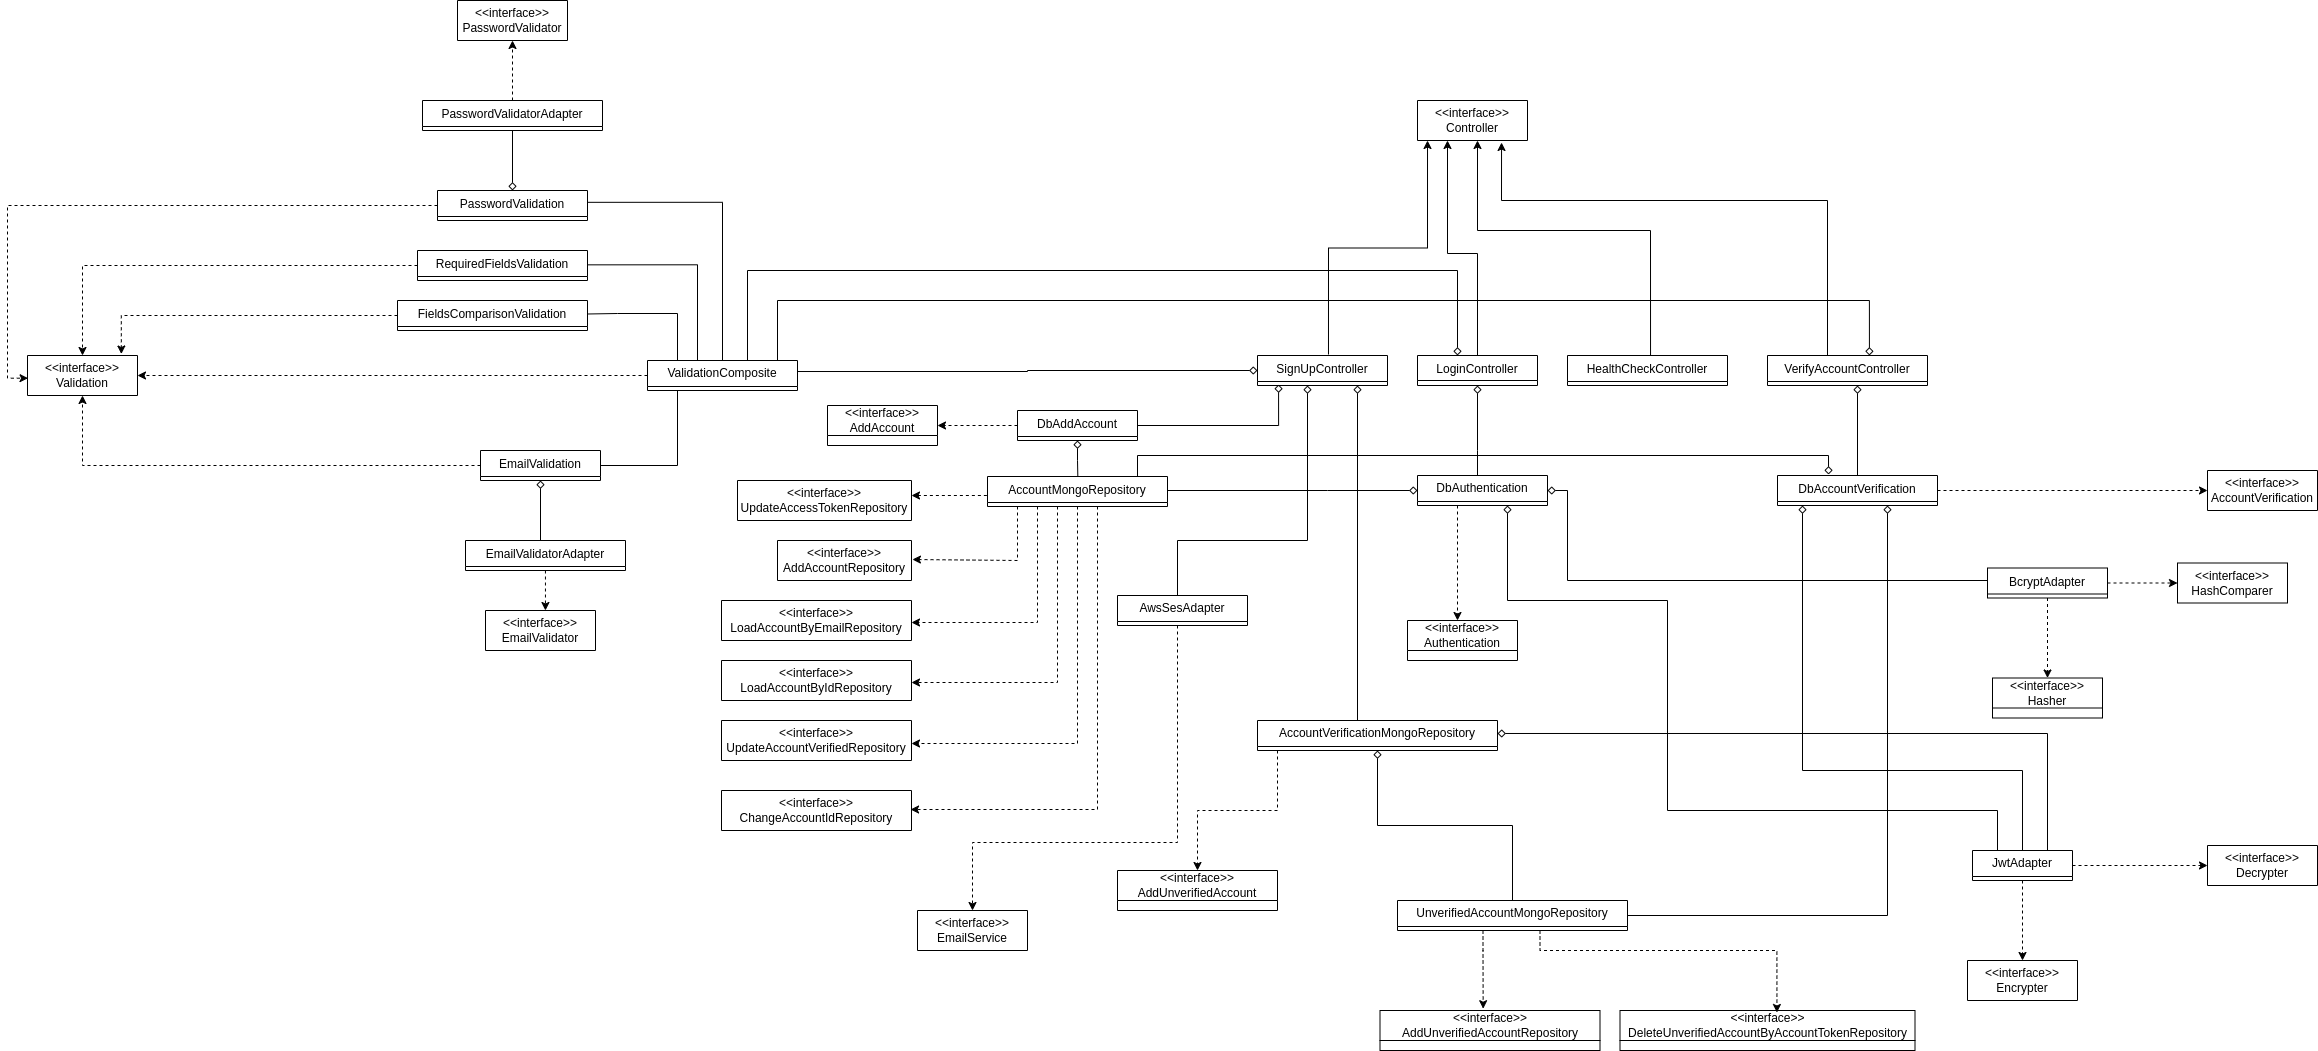 <<interface>>
PasswordValidator
PasswordValidatorAdapter
<<interface>>
Controller
PasswordValidation
RequiredFieldsValidation
FieldsComparisonValidation
<<interface>>
Validation
ValidationComposite
SignUpController
LoginController
HealthCheckController
VerifyAccountController
<<interface>>
AddAccount
DbAddAccount
EmailValidation
<<interface>>
UpdateAccessTokenRepository
AccountMongoRepository
DbAuthentication
DbAccountVerification
<<interface>>
AccountVerification
EmailValidatorAdapter
<<interface>>
AddAccountRepository
BcryptAdapter
<<interface>>
HashComparer
<<interface>>
EmailValidator
<<interface>>
LoadAccountByEmailRepository
AwsSesAdapter
<<interface>>
Authentication
<<interface>>
LoadAccountByIdRepository
<<interface>>
Hasher
<<interface>>
UpdateAccountVerifiedRepository
AccountVerificationMongoRepository
<<interface>>
ChangeAccountIdRepository
JwtAdapter
<<interface>>
Decrypter
<<interface>>
AddUnverifiedAccount
<<interface>>
EmailService
UnverifiedAccountMongoRepository
<<interface>>
Encrypter
<<interface>>
AddUnverifiedAccountRepository
<<interface>>
DeleteUnverifiedAccountByAccountTokenRepository